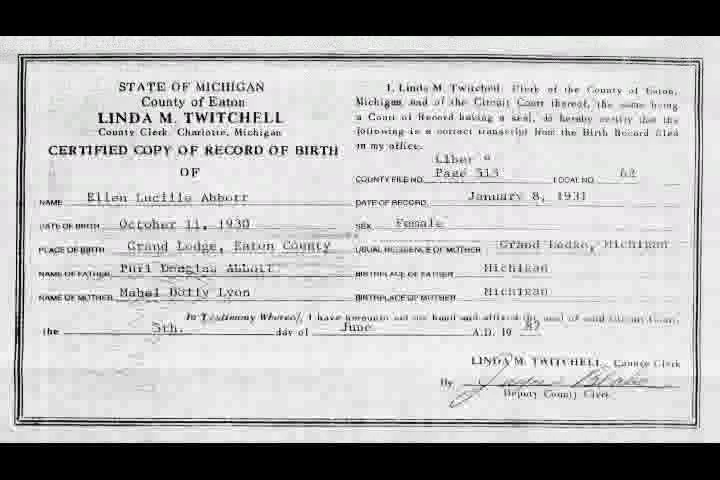 STATE OF MICHIGAN
County of Eaton
LINDA M. TWITCHELL
County Clerk, Charlotte, Michigan
CERTIFIED COPY OF RECORD OF BIRTH
OF
I, Linda M. Twitchell, Clerk of the County of Eaton,
Michigan, and of the Circuit Court thereof, the same being
a Court of Record having a seal, do hereby certify that the
following is a correct transcript from the Birth Record filed
in my office.
Liber 9
COUNTY FILE NO. Page 313 LOCAL NO. 62
NAME Ellen Lucille Abbott DATE OF RECORD January 8, 1931
DATE OF BIRTH October 11, 1930 SEX Female
PLACE OF BIRTH Grand Lodge, Eaton County USUAL RESIDENCE OF MOTHER Grand Ledge, Michigan
NAME OF FATHER Purl Douglas Abbott BIRTHPLACE OF FATHER Michigan
NAME OF MOTHER Mabel Lyon BIRTHPLACE OF MOTHER Michigan
In Testimony Whereof, I have hereunto set my hand and affixed the seal of said Circuit Court,
the 5th. day of June A.D. 19 87
LINDA M. TWITCHELL, County Clerk
By Blake
Deputy County Clerk